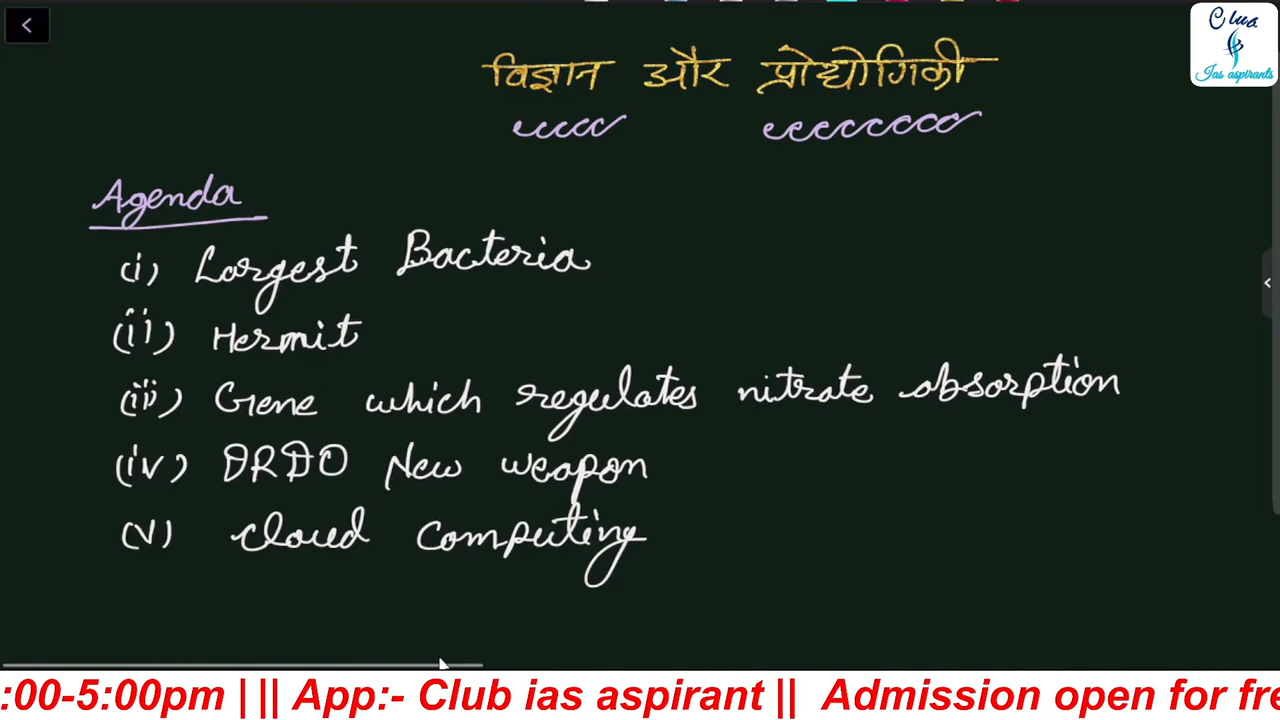 Club
Ias aspirants
विज्ञान और प्रोद्योगिकी
Agenda
(i) Largest Bacteria
(ii) Hermit
(iii) Gene which regulates nitrate absorption
(iv) DRDO New weapon
(v) cloud computing
:00-5:00pm | || App:- Club ias aspirant || Admission open for fre